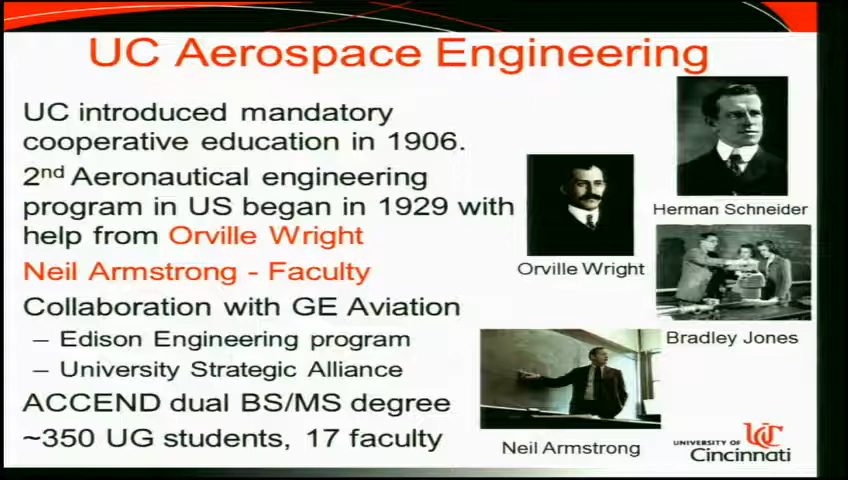 UC Aerospace Engineering
UC introduced mandatory
cooperative education in 1906.
2nd Aeronautical engineering
program in US began in 1929 with
help from Orville Wright
Neil Armstrong - Faculty
Collaboration with GE Aviation
– Edison Engineering program
– University Strategic Alliance
ACCEND dual BS/MS degree
~350 UG students, 17 faculty
Herman Schneider
Orville Wright
Bradley Jones
Neil Armstrong
UNIVERSITY OF UC
Cincinnati